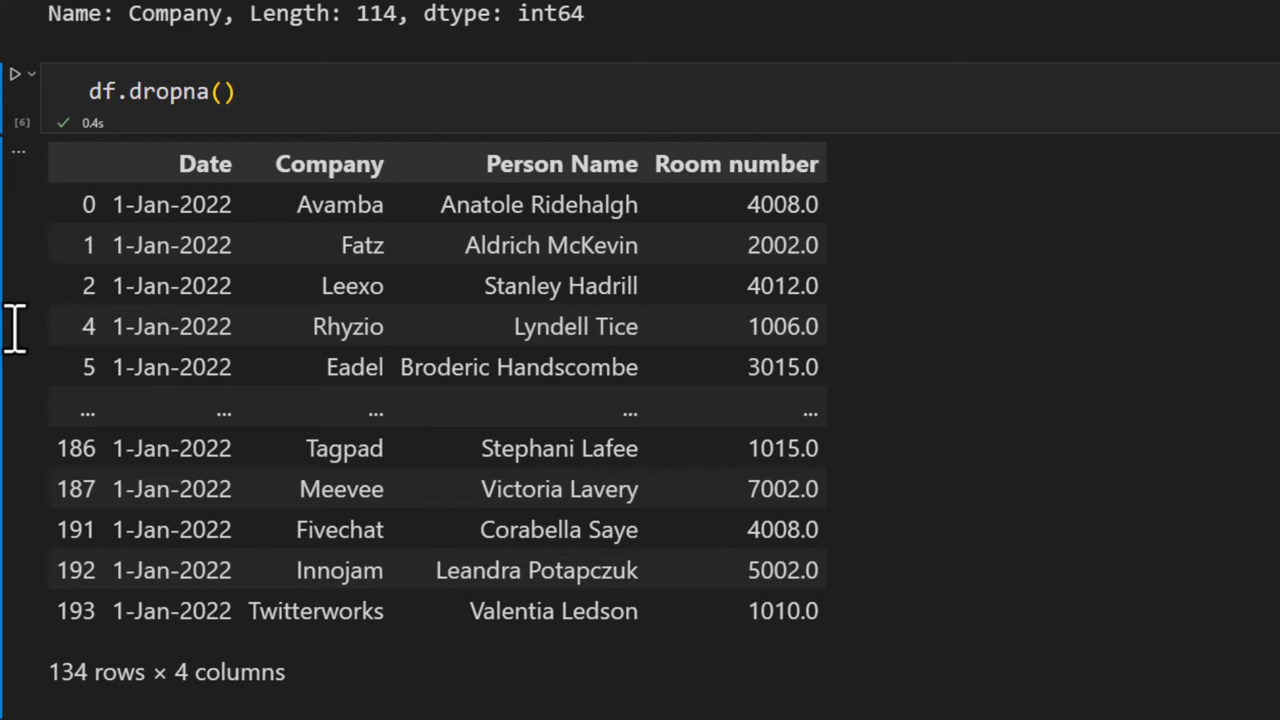 Name: Company, Length: 114, dtype: int64
df.dropna()
[6] 0.4s
... Date Company Person Name Room number
0 1-Jan-2022 Avamba Anatole Ridehalgh 4008.0
1 1-Jan-2022 Fatz Aldrich McKevin 2002.0
2 1-Jan-2022 Leexo Stanley Hadrill 4012.0
4 1-Jan-2022 Rhyzio Lyndell Tice 1006.0
5 1-Jan-2022 Eadel Broderic Handscombe 3015.0
... ... ... ... ...
186 1-Jan-2022 Tagpad Stephani Lafee 1015.0
187 1-Jan-2022 Meevee Victoria Lavery 7002.0
191 1-Jan-2022 Fivechat Corabella Saye 4008.0
192 1-Jan-2022 Innojam Leandra Potapczuk 5002.0
193 1-Jan-2022 Twitterworks Valentia Ledson 1010.0
134 rows × 4 columns